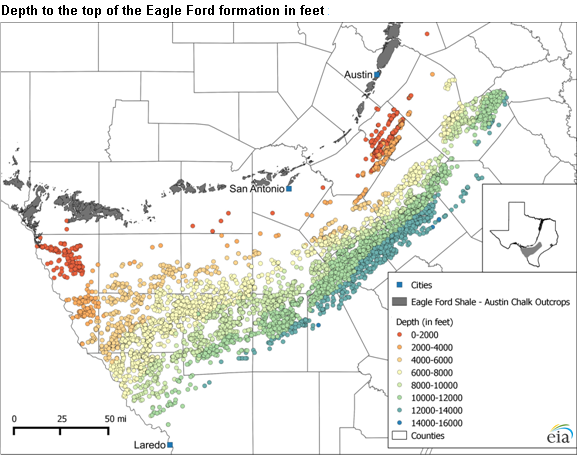 Depth to the top of the Eagle Ford formation in feet
Austin
San Antonio
Laredo
0 25 50 mi
Cities
Eagle Ford Shale - Austin Chalk Outcrops
Depth (in feet)
0-2000
2000-4000
4000-6000
6000-8000
8000-10000
10000-12000
12000-14000
14000-16000
Counties
eia